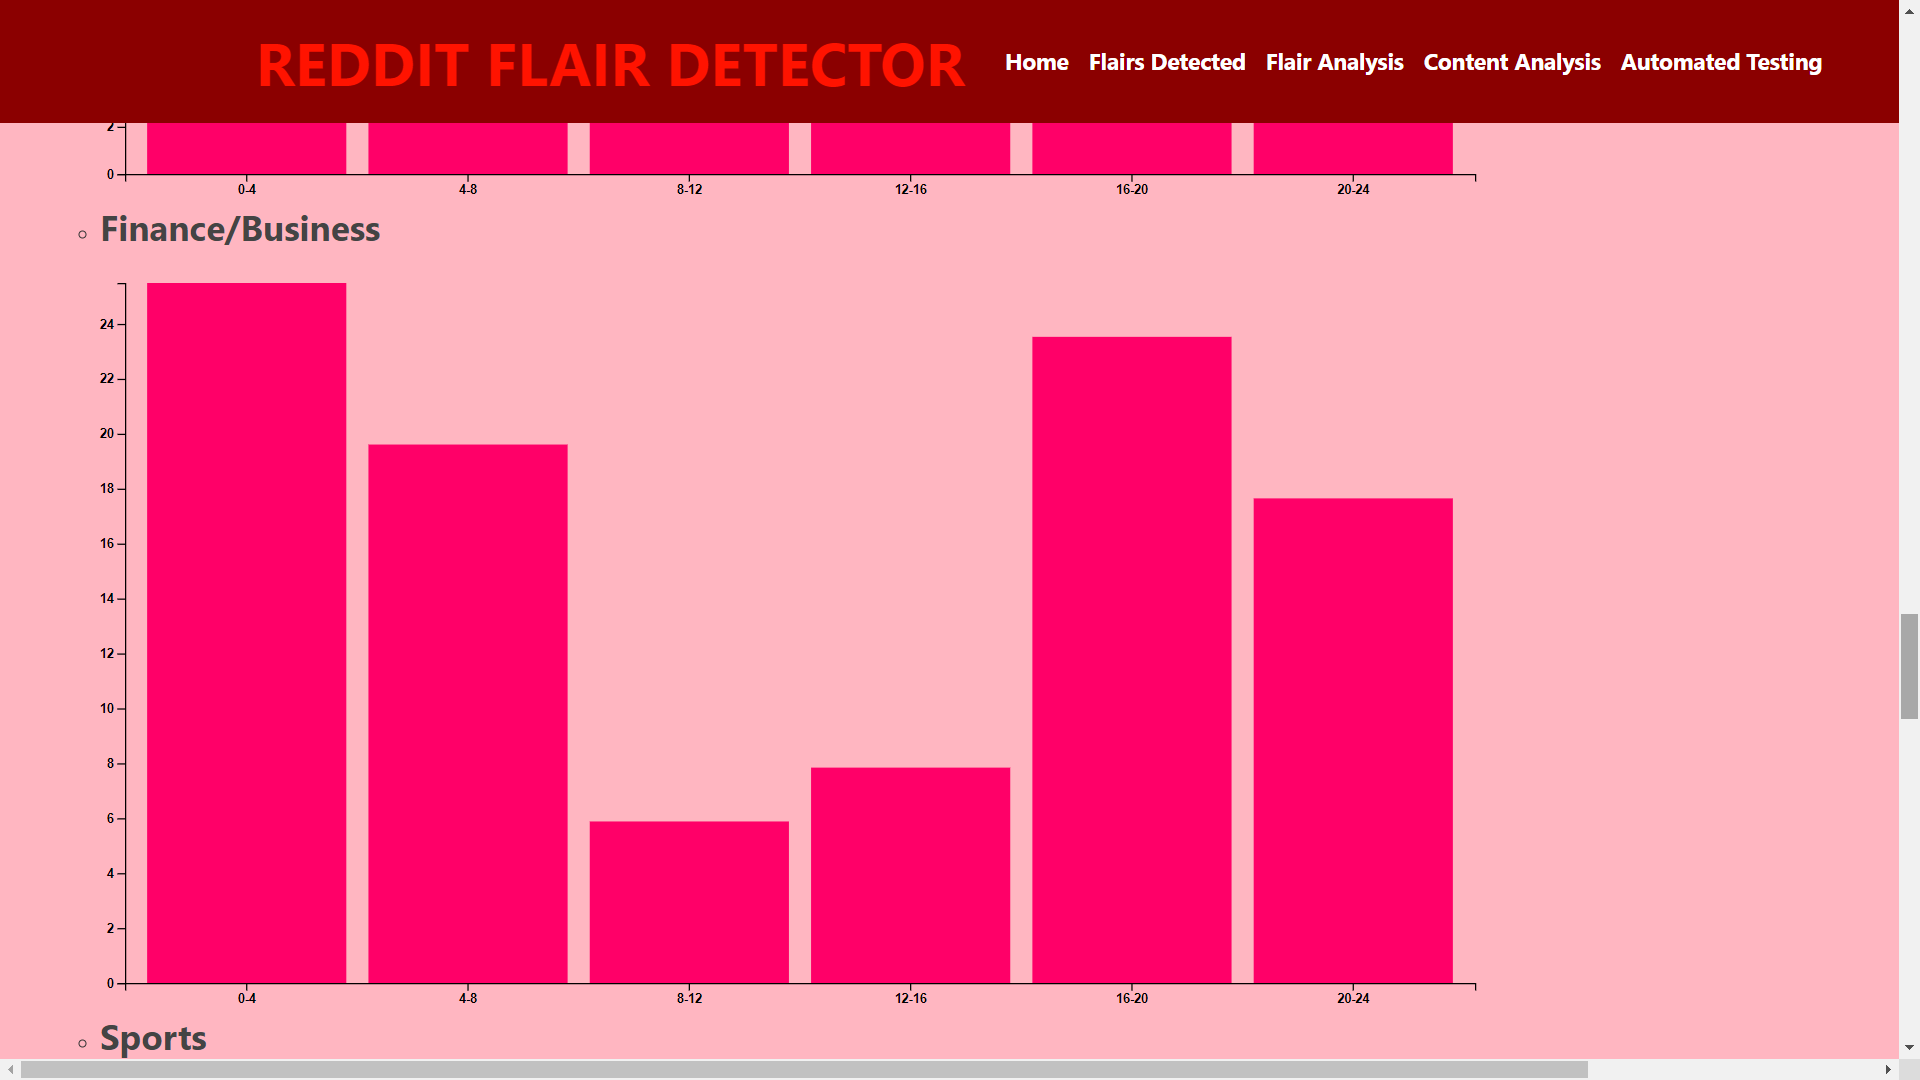 REDDIT FLAIR DETECTOR
Home Flairs Detected Flair Analysis Content Analysis Automated Testing
2
0
0-4 4-8 8-12 12-16 16-20 20-24
Finance/Business
24
22
20
18
16
14
12
10
8
6
4
2
0
0-4 4-8 8-12 12-16 16-20 20-24
Sports